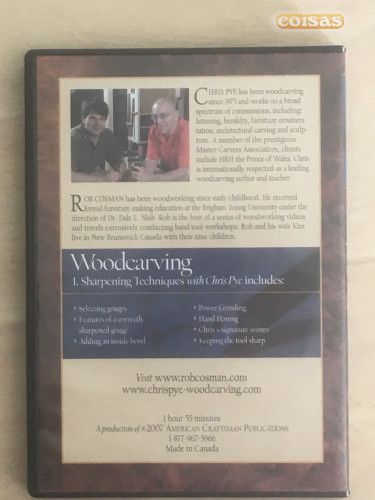 eoisas
CHRIS PYE has been woodcarving
since 1975 and works on a broad
spectrum of commissions, including:
lettering, heraldry, furniture ornamen-
tation, architectural carving and sculp-
ture. A member of the prestigious
Master Carvers Association, clients
include HRH the Prince of Wales. Chris
is internationally respected as a leading
woodcarving author and teacher.
ROB COSMAN has been woodworking since early childhood. He received
formal furniture making education at the Brigham Young University under the
direction of Dr. Dale L. Nish. Rob is the host of a series of woodworking videos
and travels extensively conducting hand tool workshops. Rob and his wife Kim
live in New Brunswick Canada with their nine children.
Woodcarving
1. Sharpening Techniques with Chris Pye includes:
Selecting gouges
Features of a correctly
sharpened gouge
Adding an inside bevel
Power Grinding
Hand Honing
Chris's signature stones
Keeping the tool sharp
Visit www.robcosman.com
www.chrispye-woodcarving.com
1 hour 55 minutes
A production of ©2007 AMERICAN CRAFTSMAN PUBLICATIONS
1-877-967-5966
Made in Canada